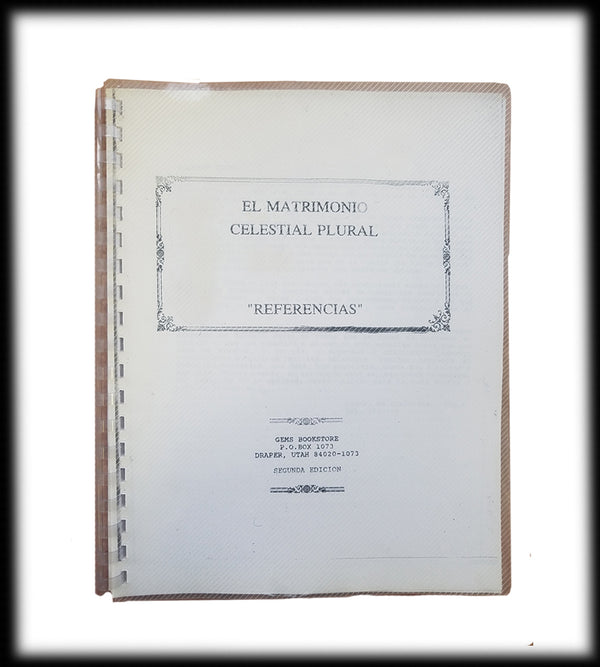 EL MATRIMONIO
CELESTIAL PLURAL
"REFERENCIAS"
GEMS BOOKSTORE
P.O.BOX 1073
DRAPER, UTAH 84020-1073
SEGUNDA EDICION